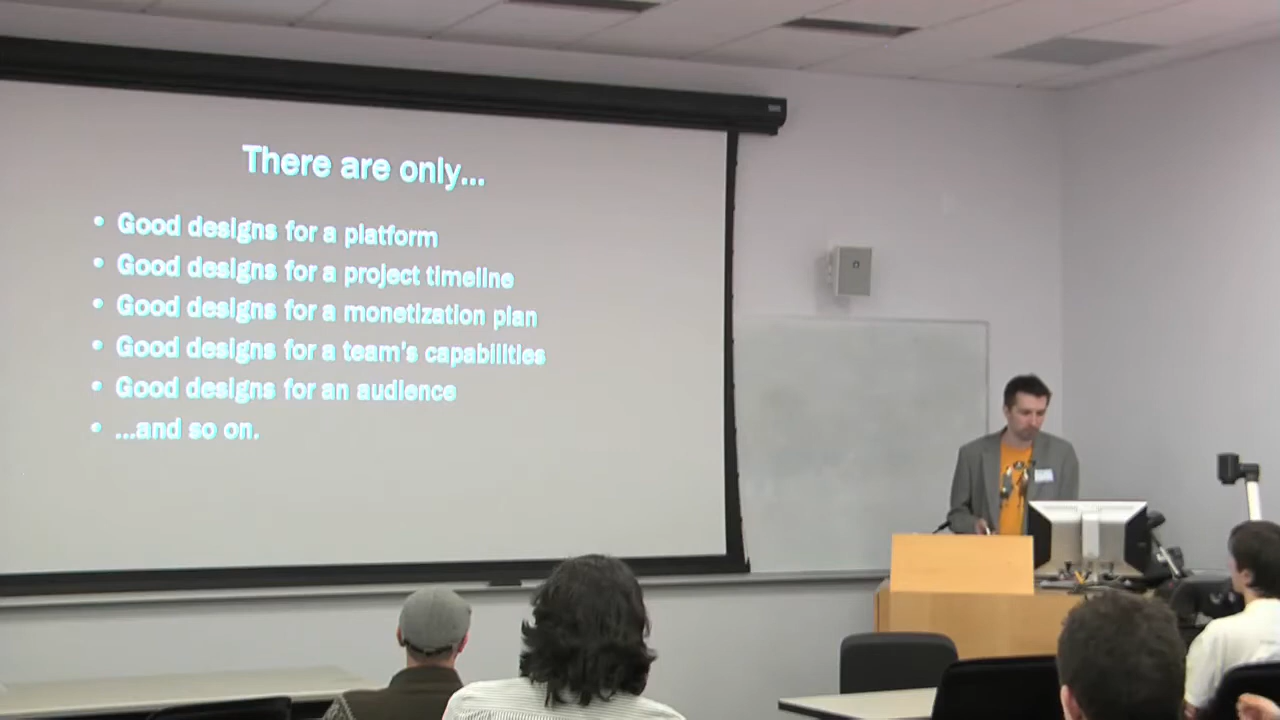 There are only...
• Good designs for a platform
• Good designs for a project timeline
• Good designs for a monetization plan
• Good designs for a team's capabilities
• Good designs for an audience
• ...and so on.